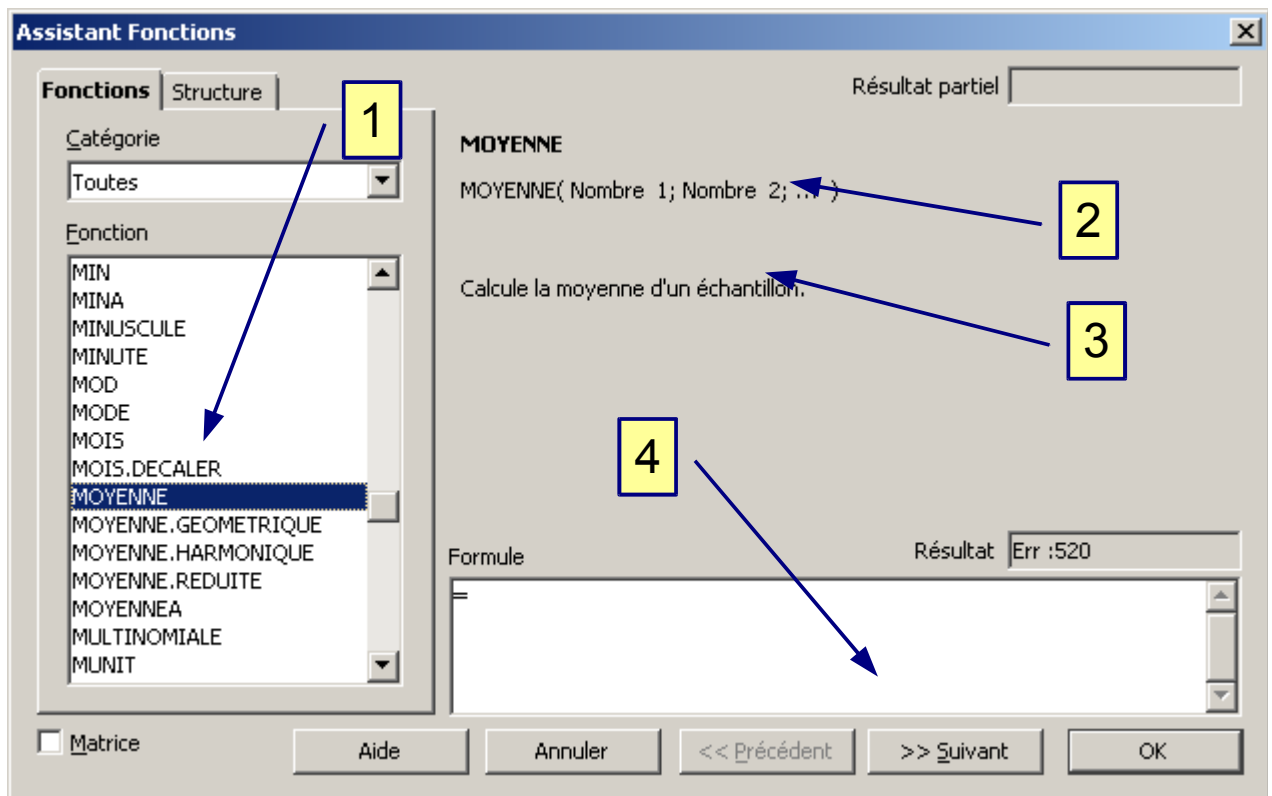 Assistant Fonctions
Fonctions
Structure
Résultat partiel
1
Catégorie
Toutes
MOYENNE
MOYENNE( Nombre 1; Nombre 2; ... )
2
Fonction
MIN
MINA
MINUSCULE
MINUTE
MOD
MODE
MOIS
MOIS.DECALER
MOYENNE
MOYENNE.GEOMETRIQUE
MOYENNE.HARMONIQUE
MOYENNE.REDUITE
MOYENNEA
MULTINOMIALE
MUNIT
Calcule la moyenne d'un échantillon.
3
4
Formule
Résultat Err :520
=
Matrice
Aide
Annuler
<< Précédent
>> Suivant
OK